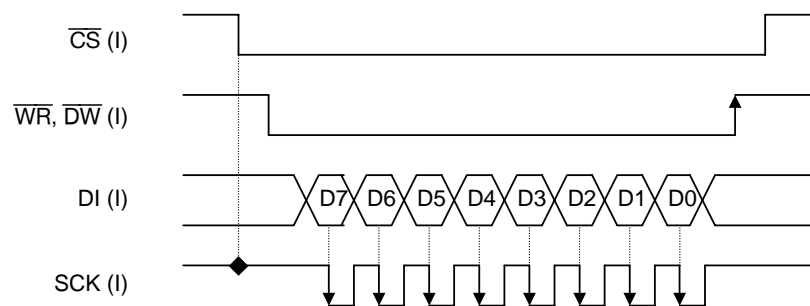 CS (I)
WR, DW (I)
DI (I)
D7 D6 D5 D4 D3 D2 D1 D0
SCK (I)